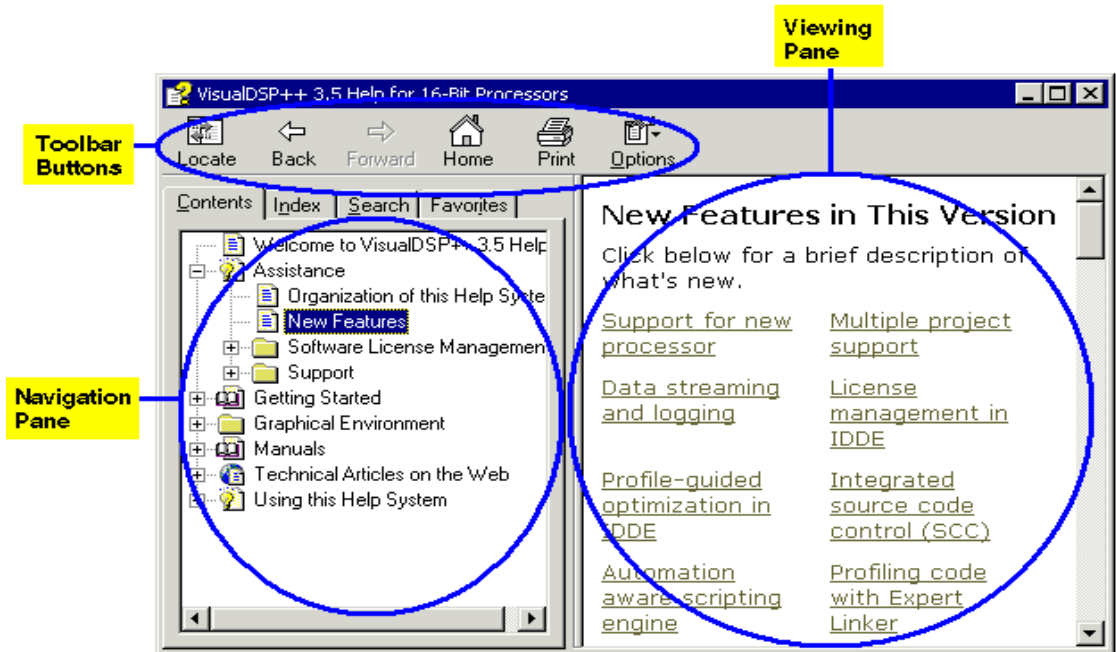 Viewing
Pane
VisualDSP++ 3.5 Help for 16-Bit Processors
Toolbar
Buttons
Locate Back Forward Home Print Options
Contents Index Search Favorites
Welcome to VisualDSP++ 3.5 Help
Assistance
Organization of this Help Syste
New Features
Software License Managemen
Support
Navigation
Pane
Getting Started
Graphical Environment
Manuals
Technical Articles on the Web
Using this Help System
New Features in This Version
Click below for a brief description of
what's new.
Support for new
processor
Multiple project
support
Data streaming
and logging
License
management in
IDDE
Profile-guided
optimization in
IDDE
Integrated
source code
control (SCC)
Automation
aware scripting
engine
Profiling code
with Expert
Linker